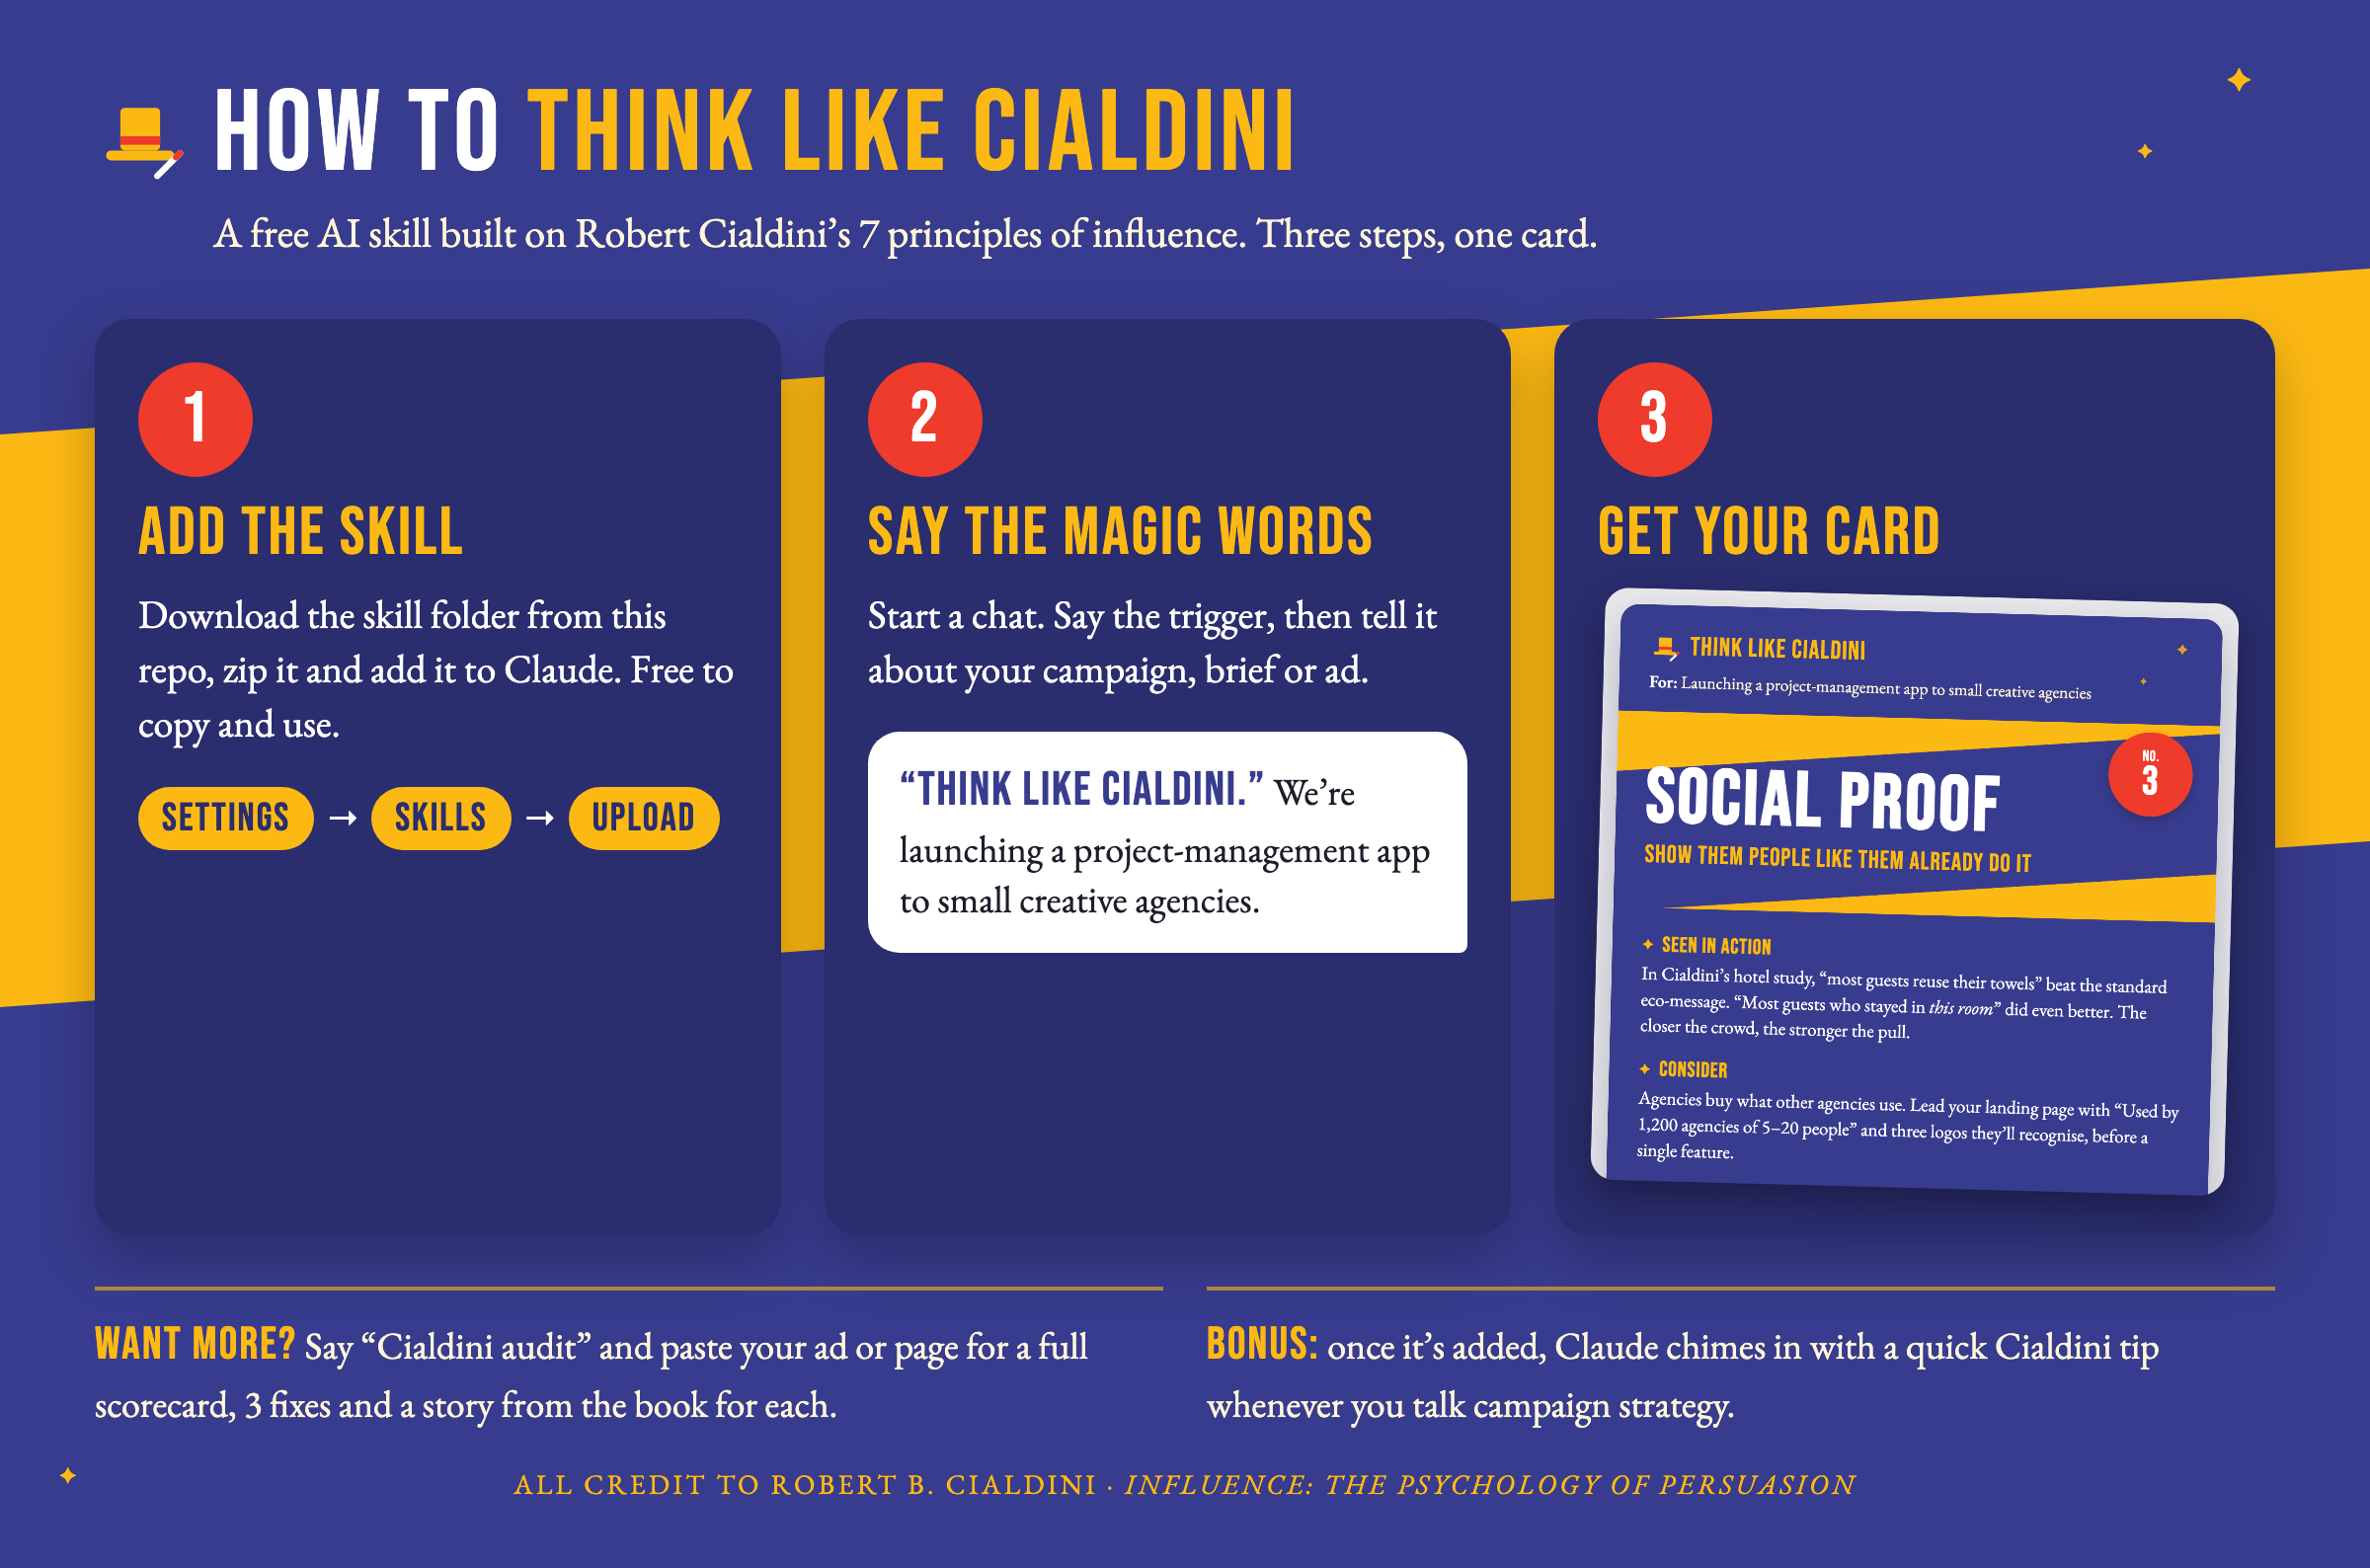 HOW TO THINK LIKE CIALDINI
A free AI skill built on Robert Cialdini’s 7 principles of influence. Three steps, one card.
1
ADD THE SKILL
Download the skill folder from this
repo, zip it and add it to Claude. Free to
copy and use.
SETTINGS → SKILLS → UPLOAD
2
SAY THE MAGIC WORDS
Start a chat. Say the trigger, then tell it
about your campaign, brief or ad.
“THINK LIKE CIALDINI.” We’re
launching a project-management app
to small creative agencies.
3
GET YOUR CARD
THINK LIKE CIALDINI
For: Launching a project-management app to small creative agencies
NO.
3
SOCIAL PROOF
SHOW THEM PEOPLE LIKE THEM ALREADY DO IT
SEEN IN ACTION
In Cialdini’s hotel study, “most guests reuse their towels” beat the standard
eco-message. “Most guests who stayed in this room” did even better. The
closer the crowd, the stronger the pull.
CONSIDER
Agencies buy what other agencies use. Lead your landing page with “Used by
1,200 agencies of 5–20 people” and three logos they’ll recognise, before a
single feature.
WANT MORE? Say “Cialdini audit” and paste your ad or page for a full
scorecard, 3 fixes and a story from the book for each.
BONUS: once it’s added, Claude chimes in with a quick Cialdini tip
whenever you talk campaign strategy.
ALL CREDIT TO ROBERT B. CIALDINI · INFLUENCE: THE PSYCHOLOGY OF PERSUASION